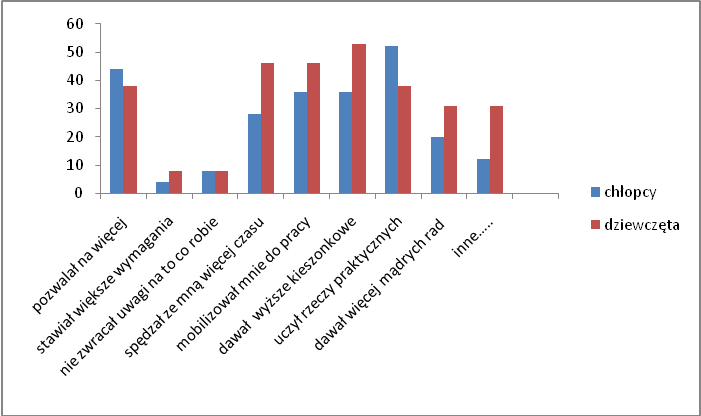 60
50
40
30
20
10
0
pozwalał na więcej
stawiał większe wymagania
nie zwracał uwagi na to co robie
spędzał ze mną więcej czasu
mobilizował mnie do pracy
dawał wyższe kieszonkowe
uczył rzeczy praktycznych
dawał więcej mądrych rad
inne.....
chłopcy
dziewczęta